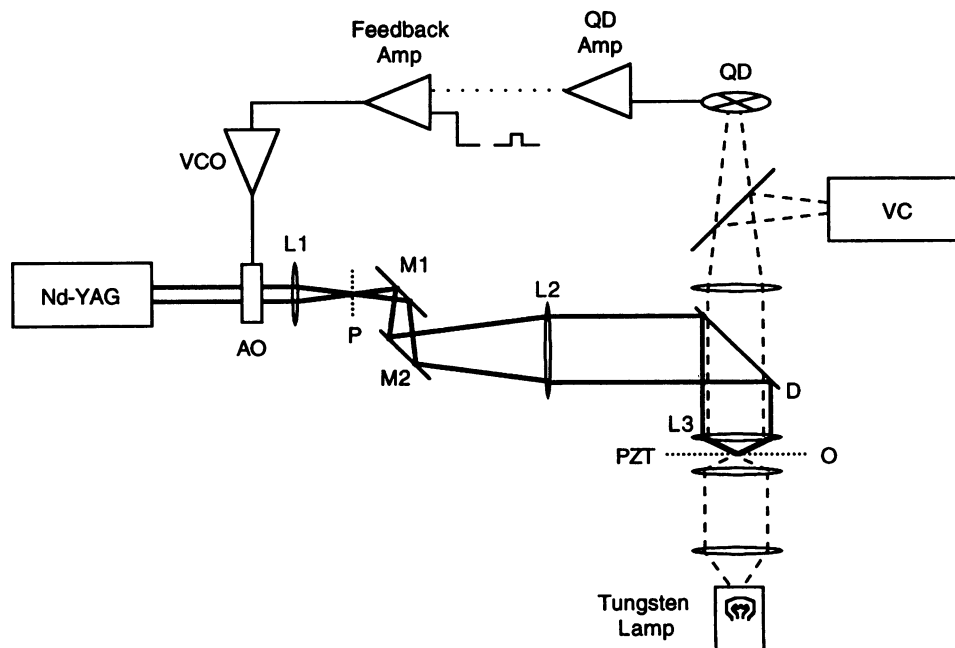 Feedback
Amp
QD
Amp
QD
VCO
VC
L1
M1
Nd-YAG
L2
AO
P
M2
D
L3
PZT
O
Tungsten
Lamp